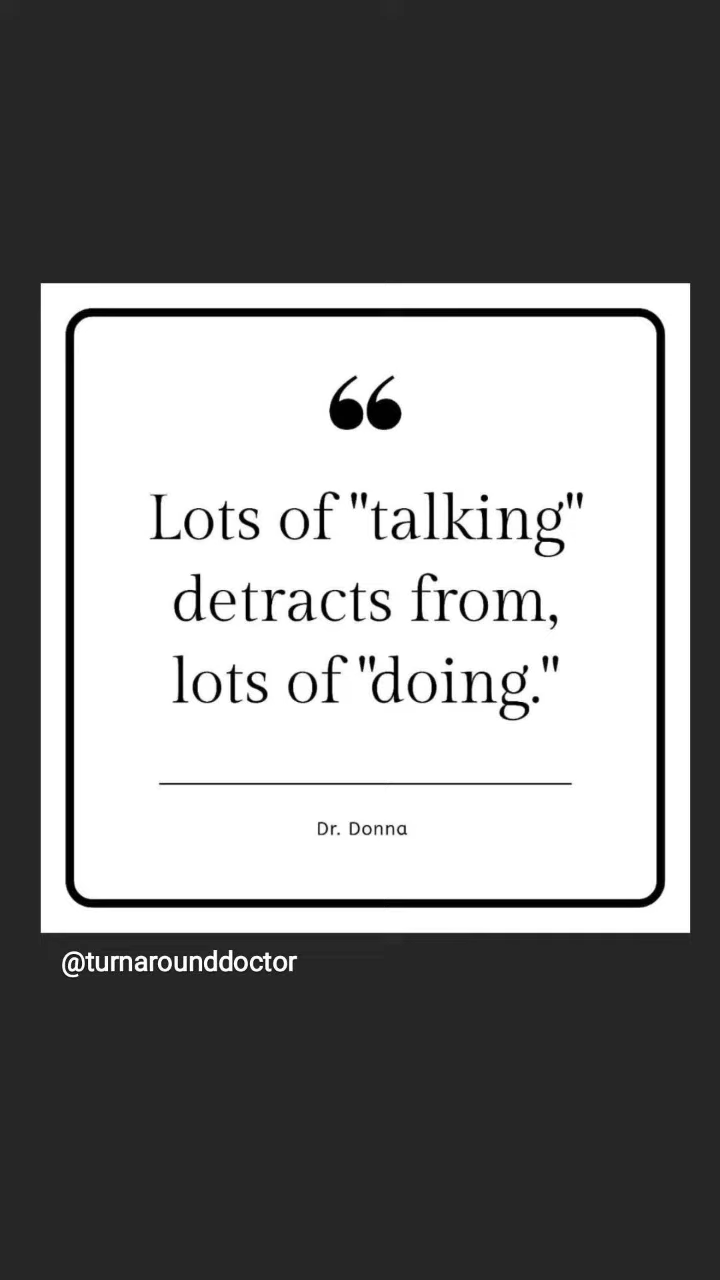 “
Lots of "talking"
detracts from,
lots of "doing."
Dr. Donna
@turnarounddoctor